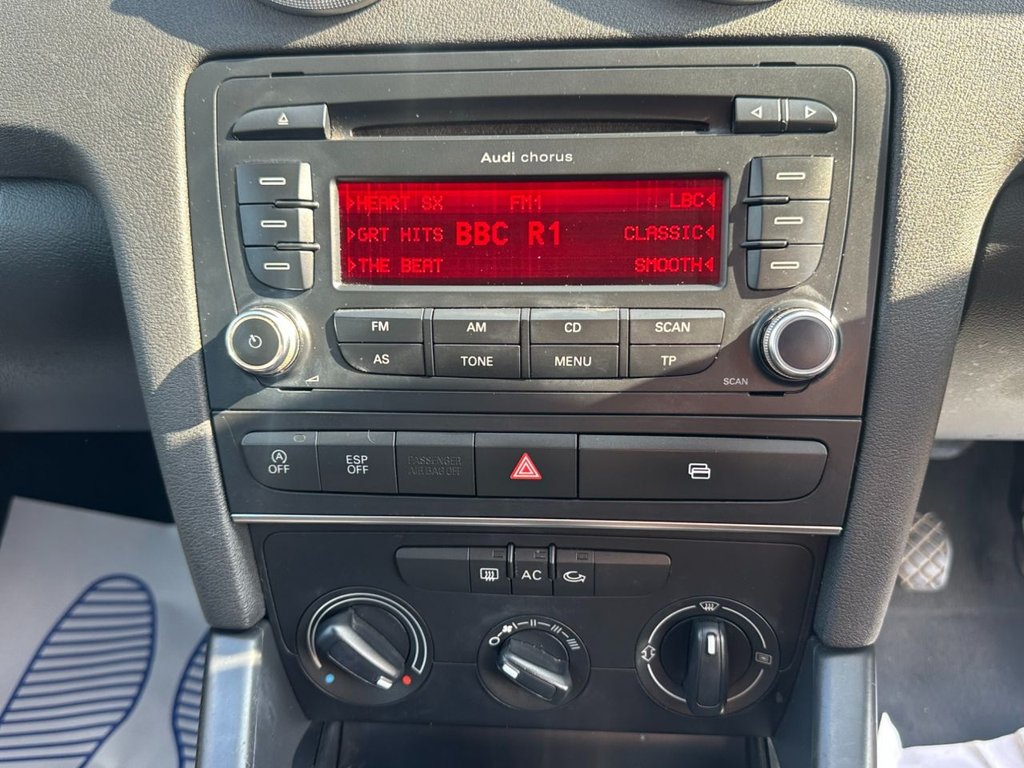 Audi chorus
HEART SX FM1 LBC
GRT HITS BBC R1 CLASSIC
THE BEAT SMOOTH
FM AM CD SCAN
AS TONE MENU TP
SCAN
A OFF ESP OFF PASSENGER AIR BAG OFF
AC